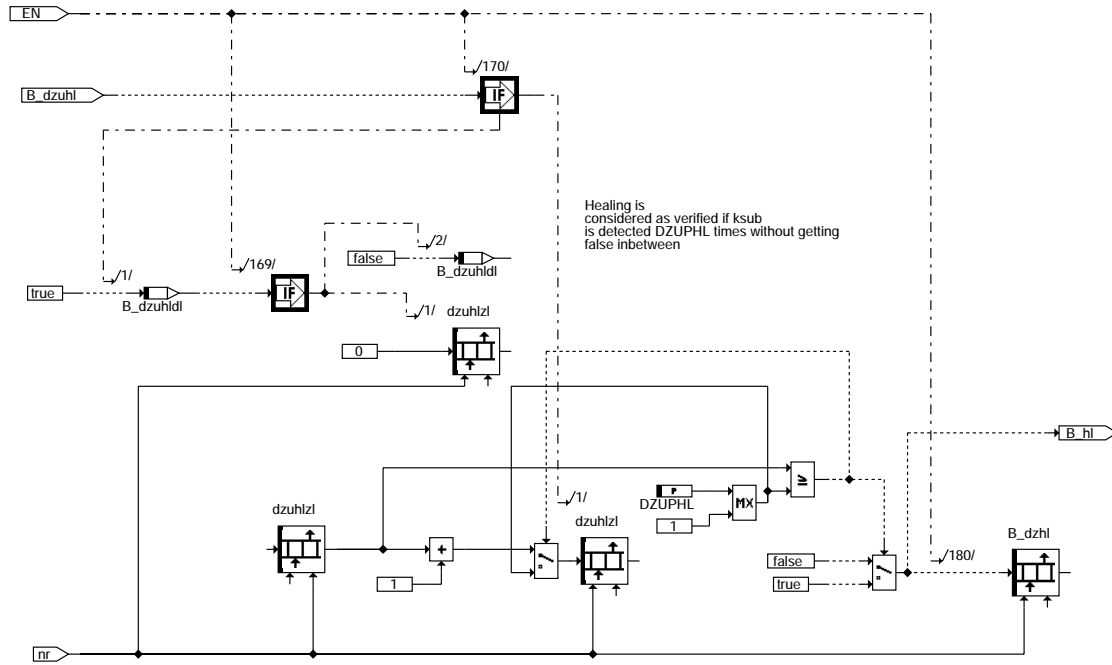 EN
/170/
B_dzuhl
IF
Healing is
considered as verified if ksub
is detected DZUPHL times without getting
false inbetween
/2/
/169/
false
/1/
B_dzuhldl
true
IF
B_dzuhldl
/1/
dzuhlzl
0
B_hl
≥
P
/1/
DZUPHL
MX
dzuhlzl
dzuhlzl
1
B_dzhl
+
false
/180/
1
true
nr